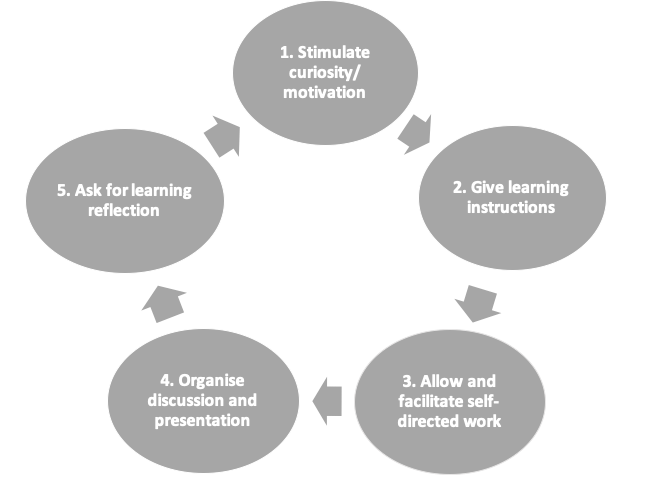 1. Stimulate
curiosity/
motivation
2. Give learning
instructions
3. Allow and
facilitate self-
directed work
4. Organise
discussion and
presentation
5. Ask for learning
reflection